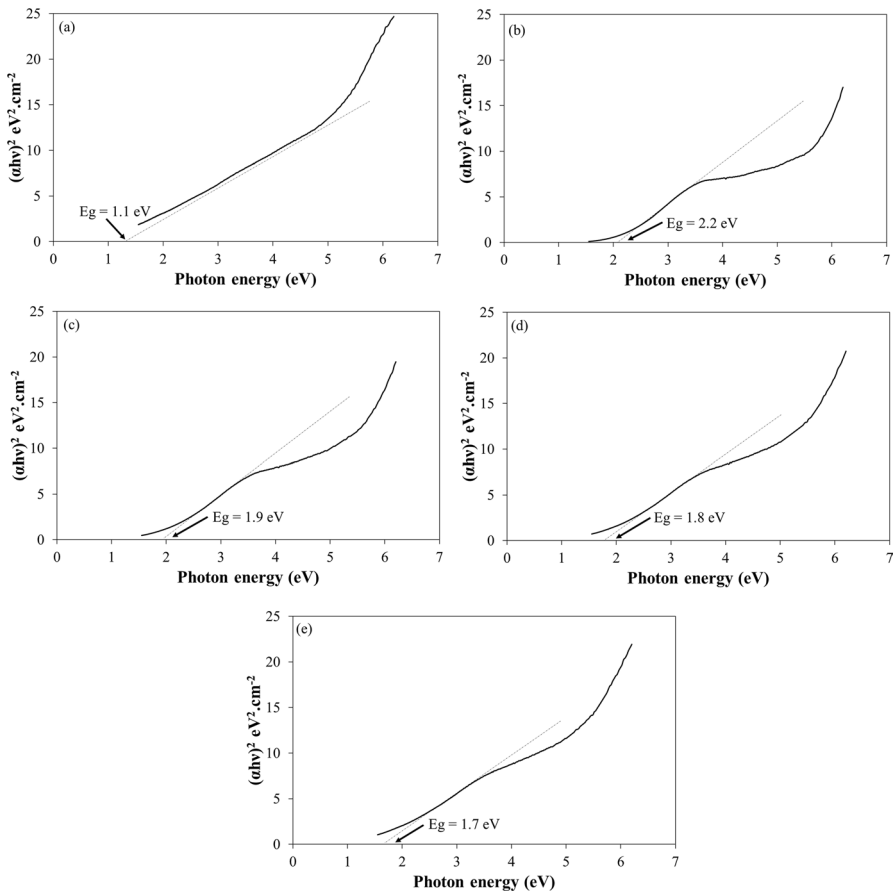 (a)
25
20
15
10
5
0
(αhν)² eV².cm⁻²
Eg = 1.1 eV
0 1 2 3 4 5 6 7
Photon energy (eV)
(b)
25
20
15
10
5
0
(αhν)² eV².cm⁻²
Eg = 2.2 eV
0 1 2 3 4 5 6 7
Photon energy (eV)
(c)
25
20
15
10
5
0
(αhν)² eV².cm⁻²
Eg = 1.9 eV
0 1 2 3 4 5 6 7
Photon energy (eV)
(d)
25
20
15
10
5
0
(αhν)² eV².cm⁻²
Eg = 1.8 eV
0 1 2 3 4 5 6 7
Photon energy (eV)
(e)
25
20
15
10
5
0
(αhν)² eV².cm⁻²
Eg = 1.7 eV
0 1 2 3 4 5 6 7
Photon energy (eV)